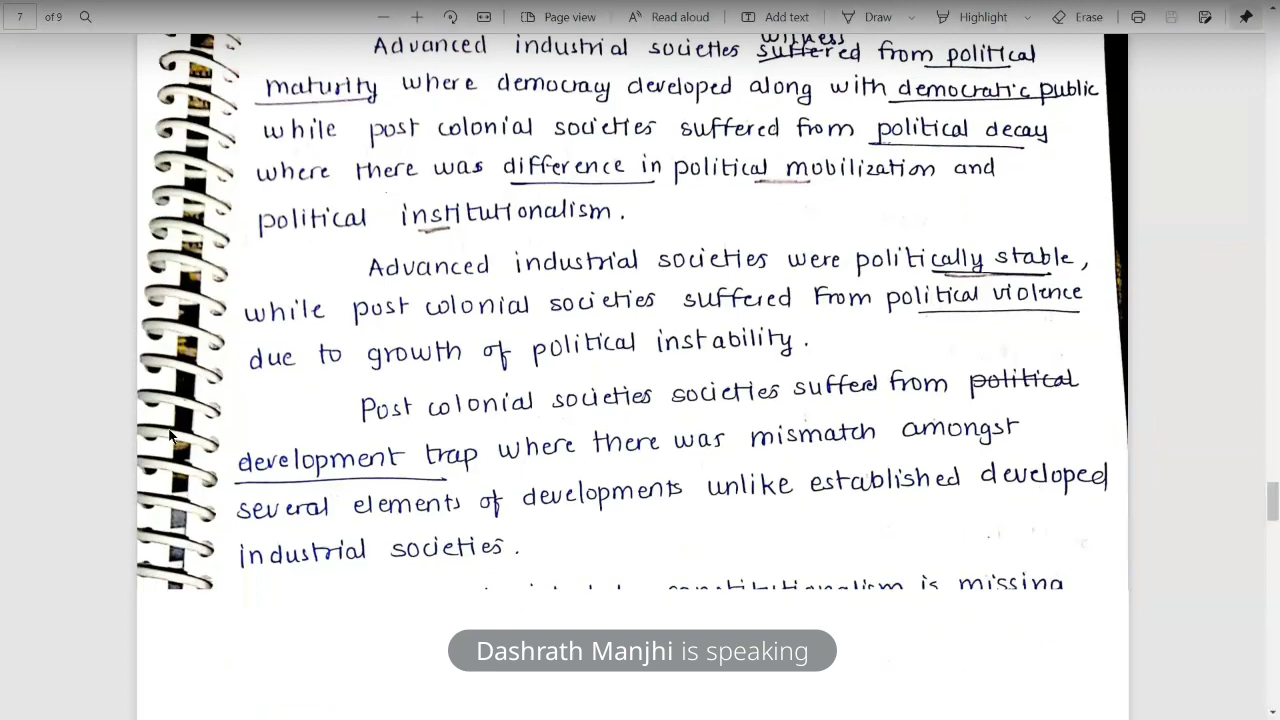 7 of 9 Page view Read aloud Add text Draw Highlight Erase
witness
Advanced industrial societies suffered from political
maturity where democracy developed along with democratic public
while post colonial societies suffered from political decay
where there was difference in political mobilization and
political institutionalism.
Advanced industrial societies were politically stable,
while post colonial societies suffered from political violence
due to growth of political instability.
Post colonial societies societies suffered from political
development trap where there was mismatch amongst
several elements of developments unlike established developed
industrial societies.
constitutionalism is missing
Dashrath Manjhi is speaking